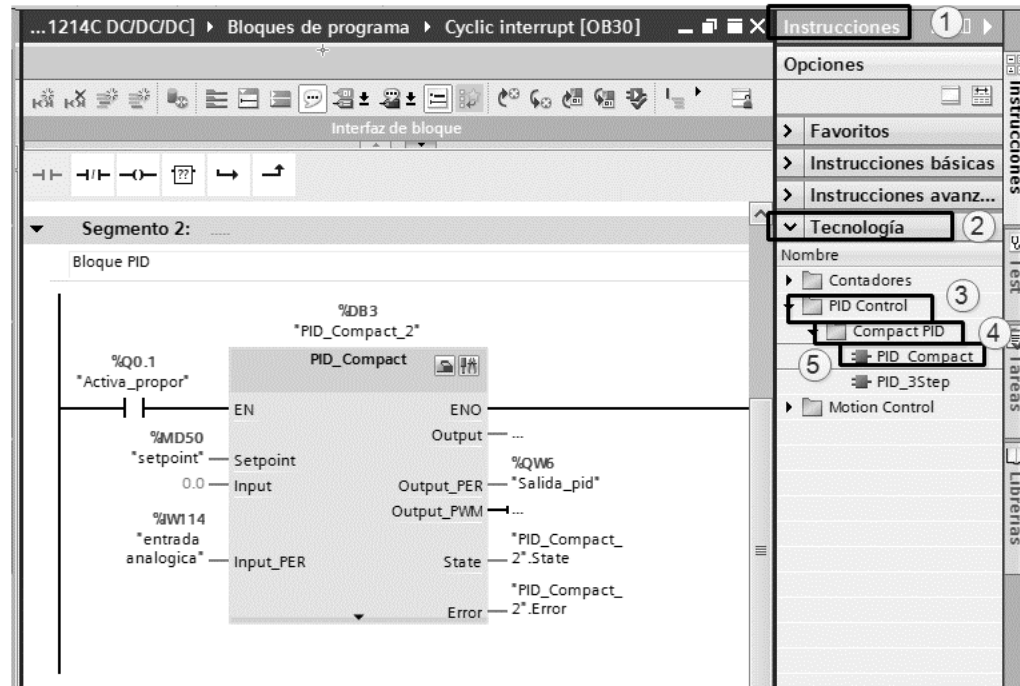 ...1214C DC/DC/DC] ▸ Bloques de programa ▸ Cyclic interrupt [OB30]
Instrucciones
1
Opciones
Interfaz de bloque
Favoritos
Instrucciones básicas
Instrucciones avanz...
Tecnología
2
Nombre
Contadores
PID Control
3
Compact PID
4
PID_Compact
5
PID_3Step
Motion Control
Instrucciones
Test
Tareas
Librerías
??
Segmento 2: .....
Bloque PID
%DB3
"PID_Compact_2"
PID_Compact
%Q0.1
"Activa_propor"
EN
ENO
%MD50
"setpoint"
Setpoint
0.0
Input
%IW114
"entrada
analogica"
Input_PER
Output
...
%QW6
Output_PER
"Salida_pid"
Output_PWM
...
"PID_Compact_
State
2".State
"PID_Compact_
Error
2".Error